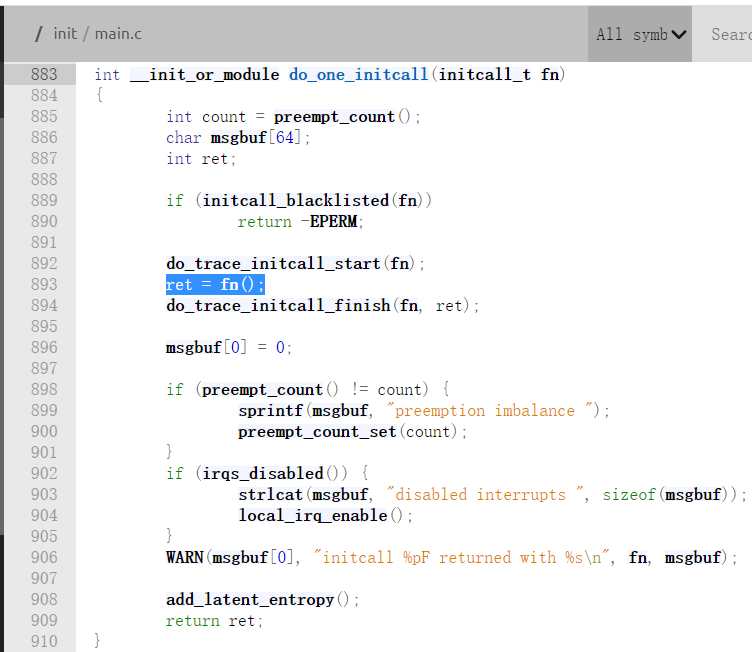 / init / main.c
All symb
Searc
883 int __init_or_module do_one_initcall(initcall_t fn)
884 {
885 int count = preempt_count();
886 char msgbuf[64];
887 int ret;
888
889 if (initcall_blacklisted(fn))
890 return -EPERM;
891
892 do_trace_initcall_start(fn);
893 ret = fn();
894 do_trace_initcall_finish(fn, ret);
895
896 msgbuf[0] = 0;
897
898 if (preempt_count() != count) {
899 sprintf(msgbuf, "preemption imbalance ");
900 preempt_count_set(count);
901 }
902 if (irqs_disabled()) {
903 strlcat(msgbuf, "disabled interrupts ", sizeof(msgbuf));
904 local_irq_enable();
905 }
906 WARN(msgbuf[0], "initcall %pF returned with %s\n", fn, msgbuf);
907
908 add_latent_entropy();
909 return ret;
910 }